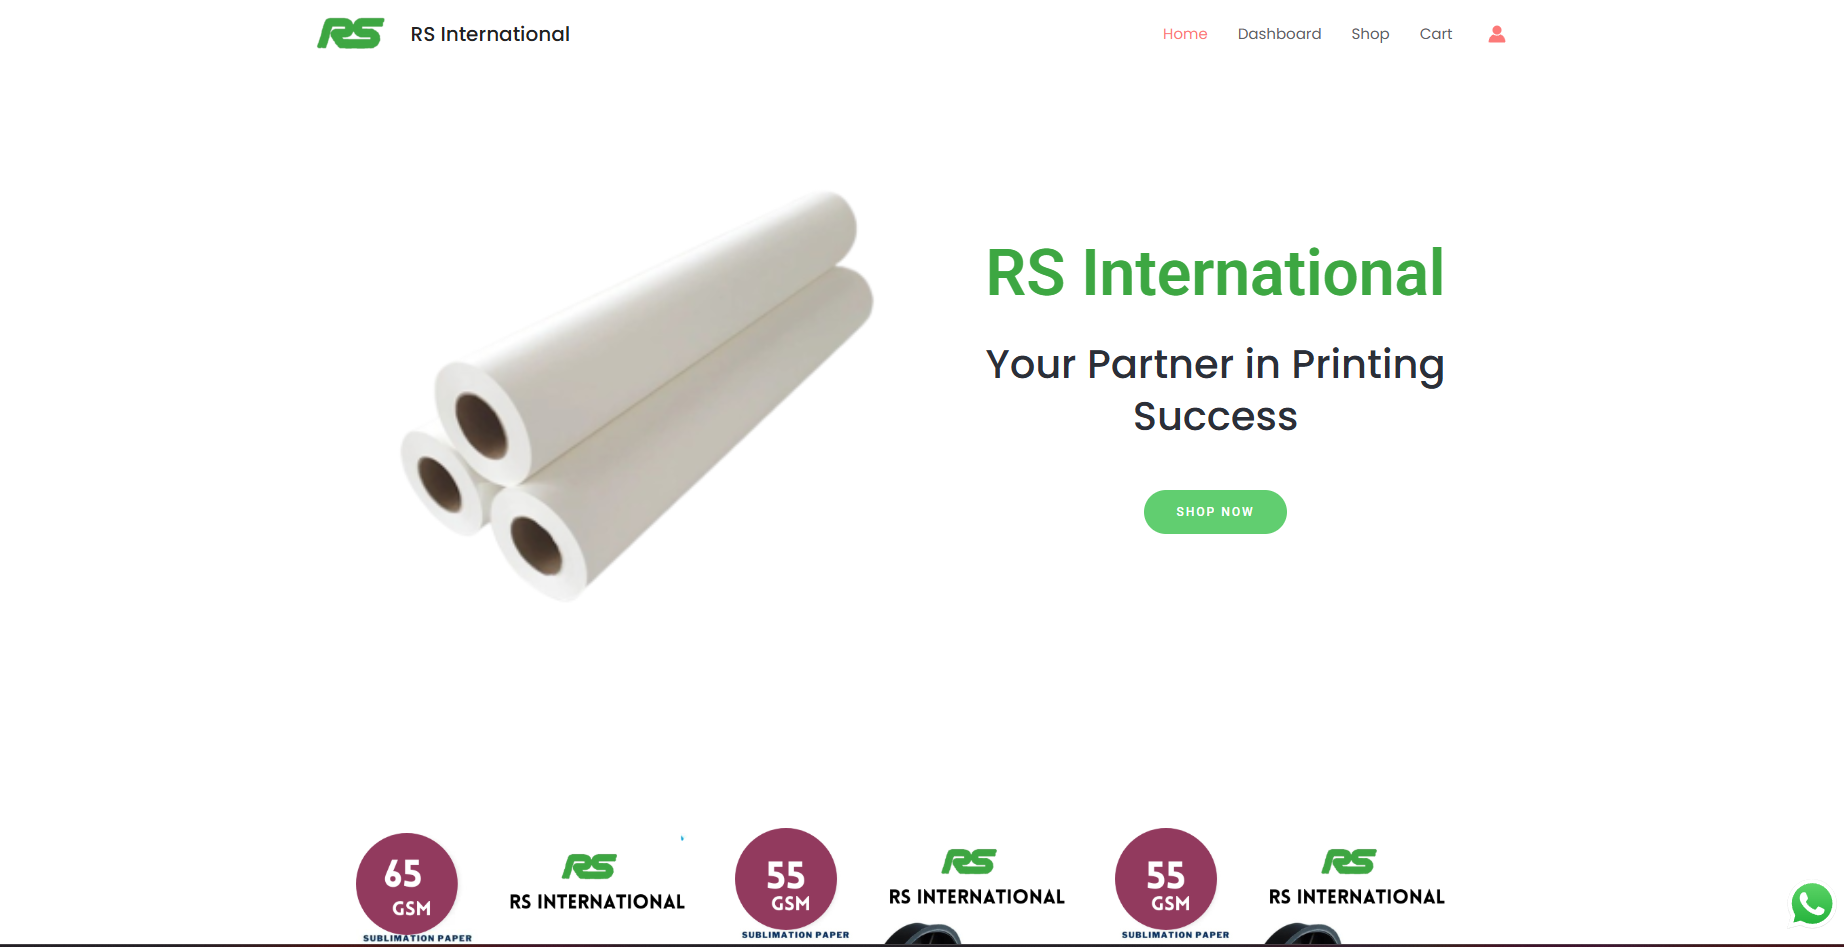 RS
RS International
Home
Dashboard
Shop
Cart
RS International
Your Partner in Printing
Success
SHOP NOW
65
GSM
SUBLIMATION PAPER
RS
RS INTERNATIONAL
55
GSM
SUBLIMATION PAPER
RS
RS INTERNATIONAL
55
GSM
SUBLIMATION PAPER
RS
RS INTERNATIONAL